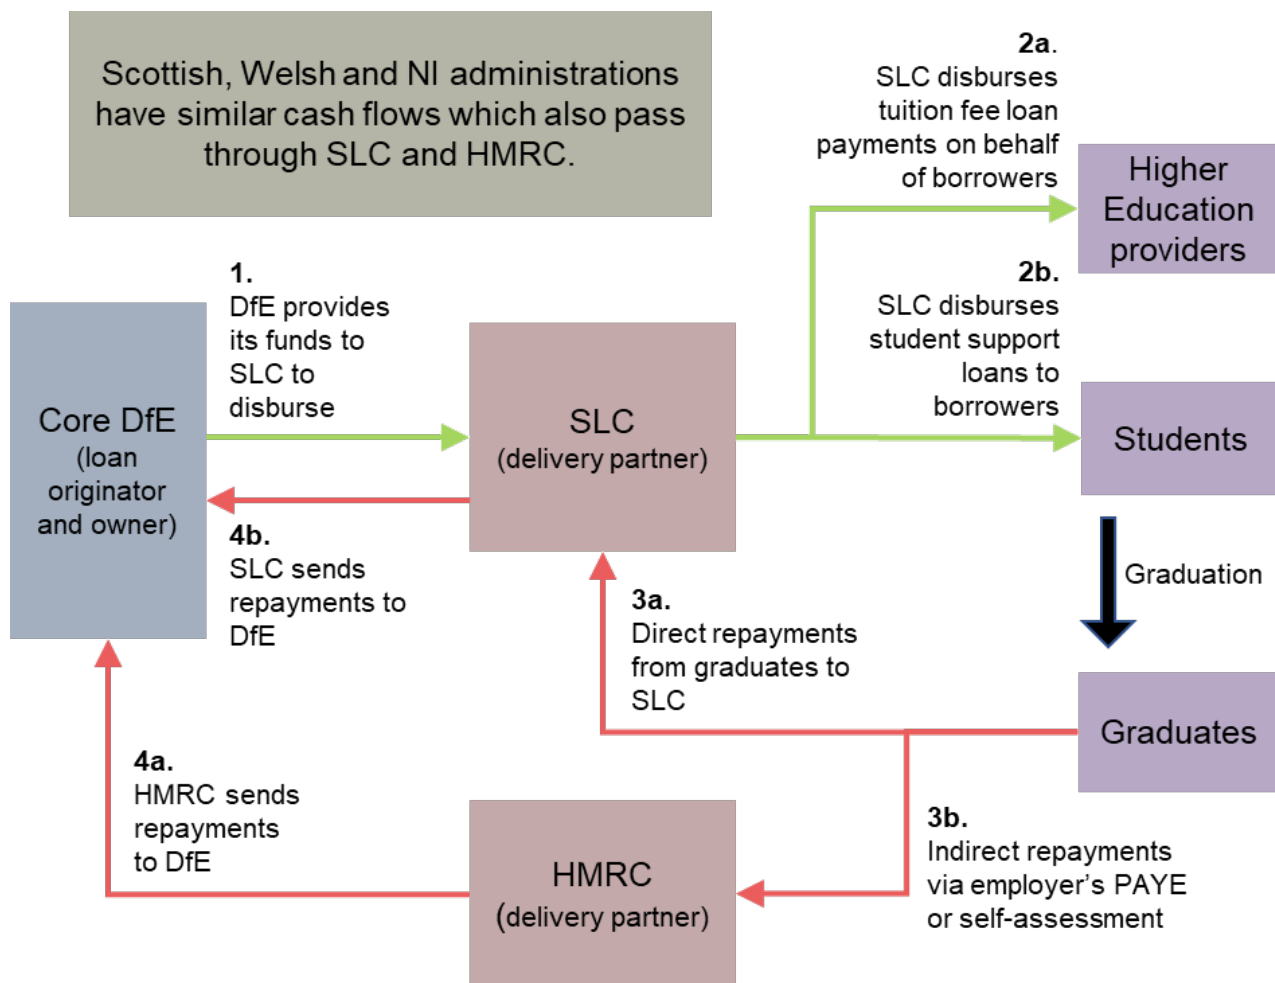 Scottish, Welsh and NI administrations
have similar cash flows which also pass
through SLC and HMRC.
2a.
SLC disburses
tuition fee loan
payments on behalf
of borrowers
Higher
Education
providers
1.
DfE provides
its funds to
SLC to
disburse
2b.
SLC disburses
student support
loans to
borrowers
Core DfE
(loan
originator
and owner)
SLC
(delivery partner)
Students
4b.
SLC sends
repayments to
DfE
3a.
Direct repayments
from graduates to
SLC
Graduation
Graduates
4a.
HMRC sends
repayments
to DfE
HMRC
(delivery partner)
3b.
Indirect repayments
via employer’s PAYE
or self-assessment